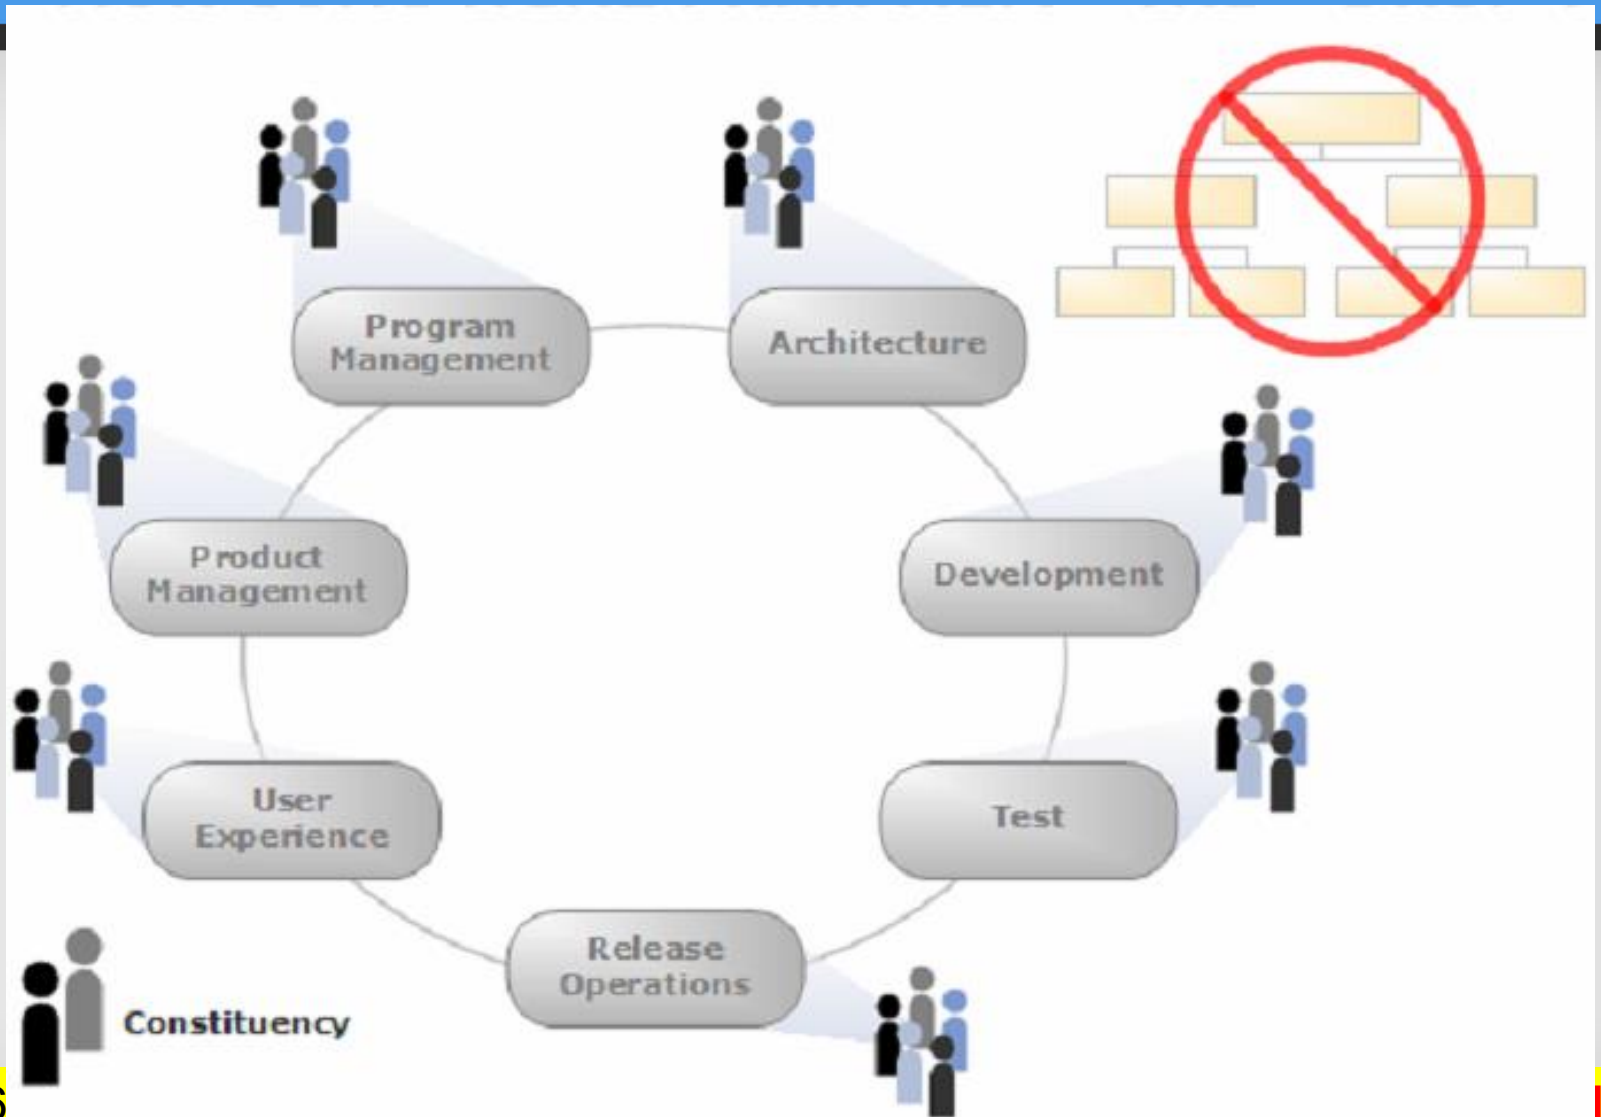 Program
Management
Architecture
Product
Management
Development
User
Experience
Test
Release
Operations
Constituency